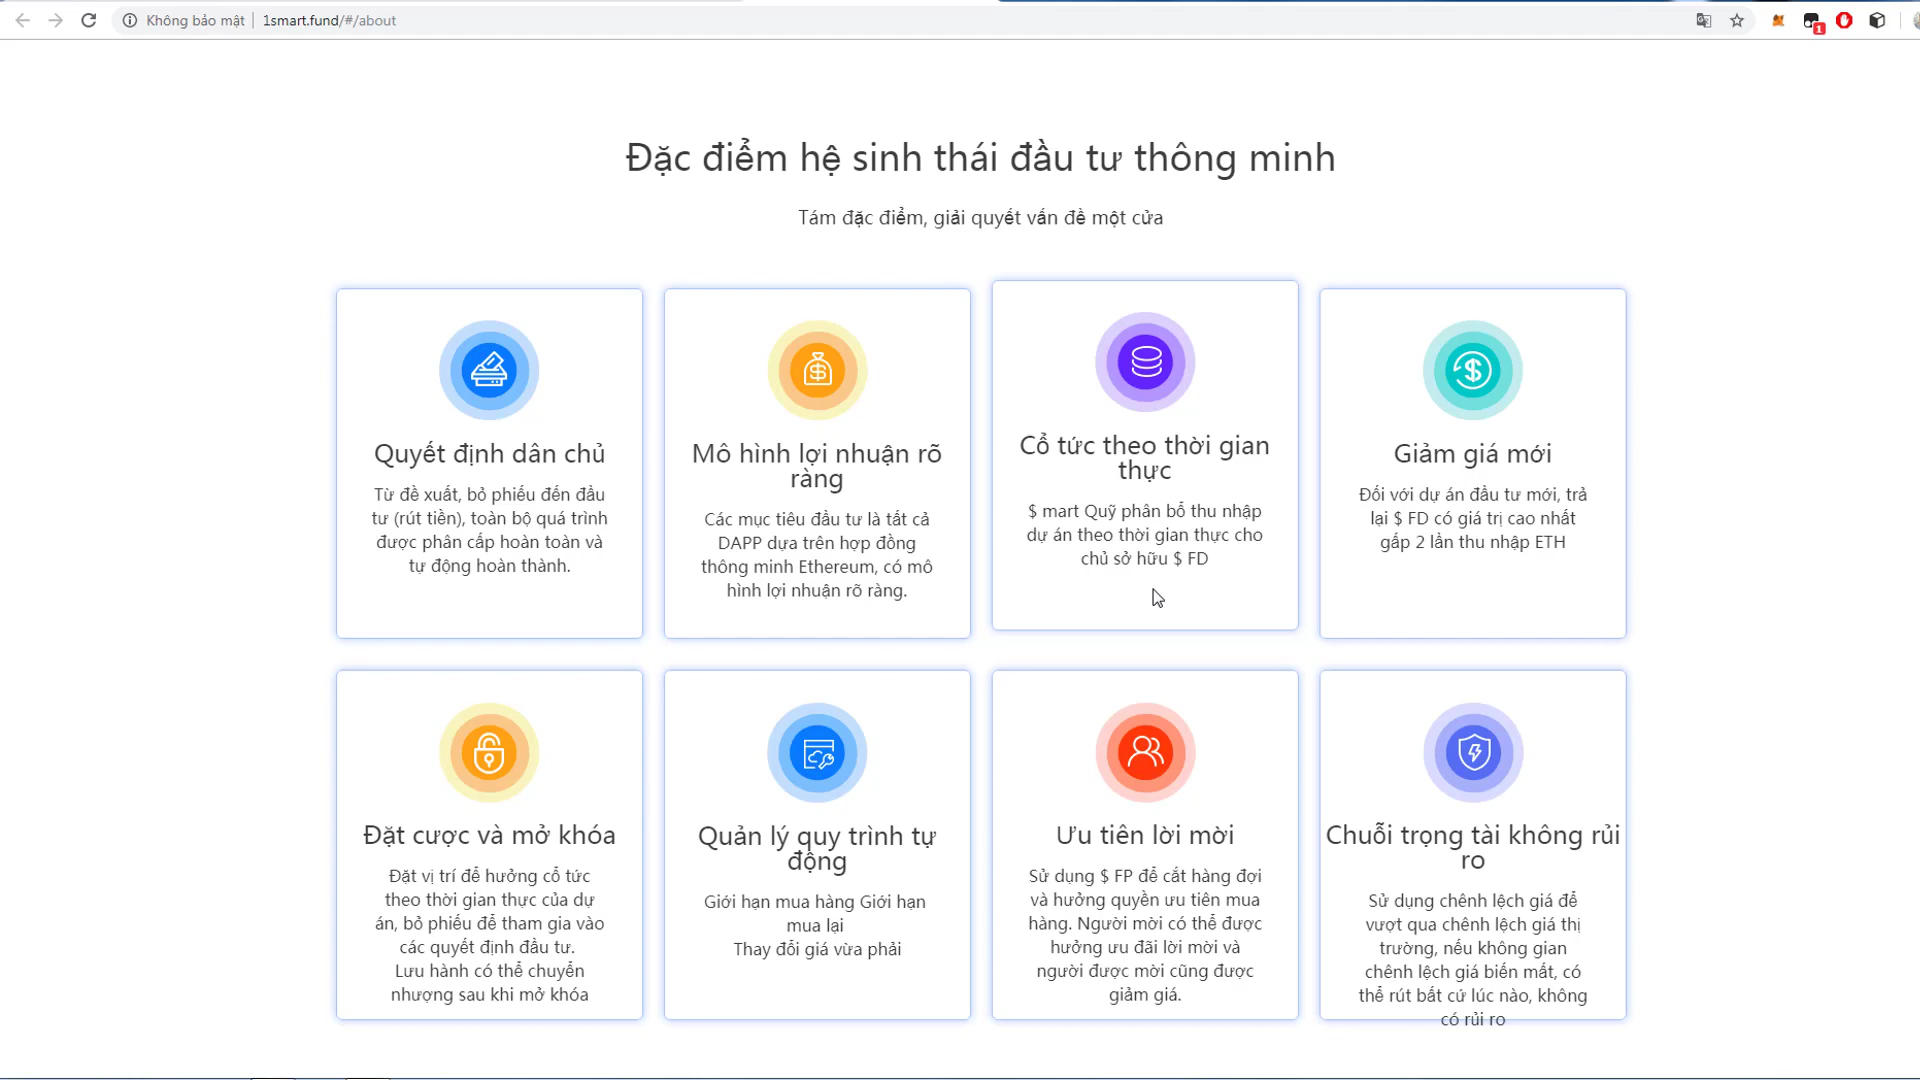 Không bảo mật
1smart.fund/#/about
1
Đặc điểm hệ sinh thái đầu tư thông minh
Tám đặc điểm, giải quyết vấn đề một cửa
Quyết định dân chủ
Từ đề xuất, bỏ phiếu đến đầu
tư (rút tiền), toàn bộ quá trình
được phân cấp hoàn toàn và
tự động hoàn thành.
Mô hình lợi nhuận rõ
ràng
Các mục tiêu đầu tư là tất cả
DAPP dựa trên hợp đồng
thông minh Ethereum, có mô
hình lợi nhuận rõ ràng.
Cổ tức theo thời gian
thực
$ mart Quỹ phân bổ thu nhập
dự án theo thời gian thực cho
chủ sở hữu $ FD
Giảm giá mới
Đối với dự án đầu tư mới, trả
lại $ FD có giá trị cao nhất
gấp 2 lần thu nhập ETH
Đặt cược và mở khóa
Đặt vị trí để hưởng cổ tức
theo thời gian thực của dự
án, bỏ phiếu để tham gia vào
các quyết định đầu tư.
Lưu hành có thể chuyển
nhượng sau khi mở khóa
Quản lý quy trình tự
động
Giới hạn mua hàng Giới hạn
mua lại
Thay đổi giá vừa phải
Ưu tiên lời mời
Sử dụng $ FP để cắt hàng đợi
và hưởng quyền ưu tiên mua
hàng. Người mời có thể được
hưởng ưu đãi lời mời và
người được mời cũng được
giảm giá.
Chuỗi trọng tài không rủi
ro
Sử dụng chênh lệch giá để
vượt qua chênh lệch giá thị
trường, nếu không gian
chênh lệch giá biến mất, có
thể rút bất cứ lúc nào, không
có rủi ro